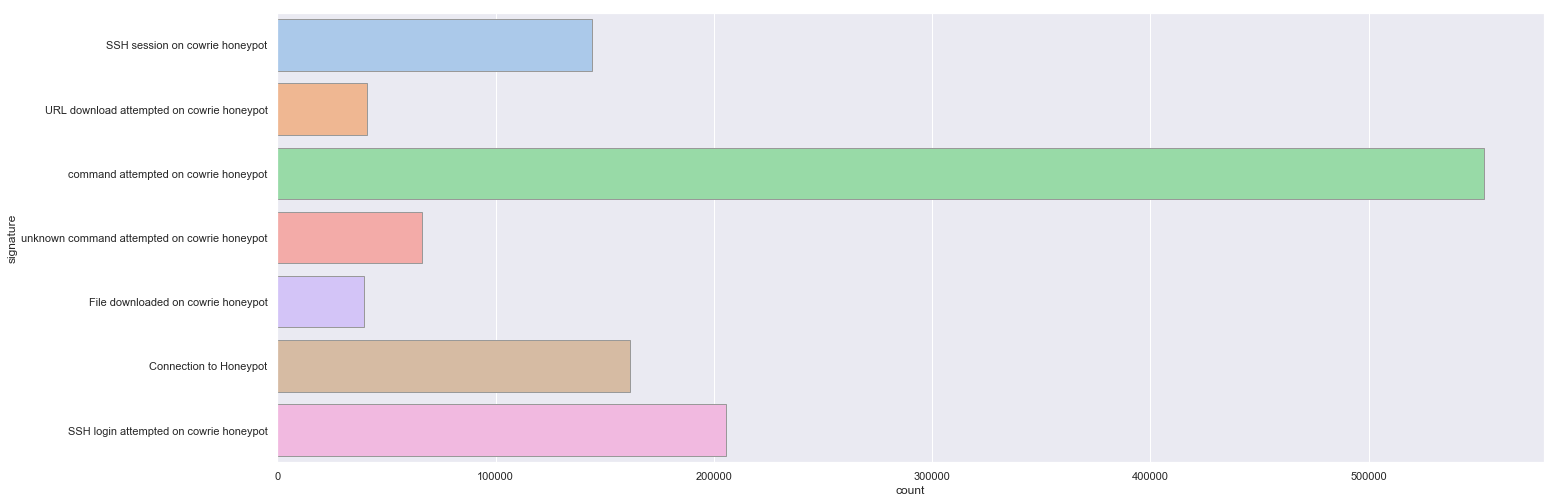 SSH session on cowrie honeypot
URL download attempted on cowrie honeypot
command attempted on cowrie honeypot
unknown command attempted on cowrie honeypot
File downloaded on cowrie honeypot
Connection to Honeypot
SSH login attempted on cowrie honeypot
signature
0 100000 200000 300000 400000 500000
count